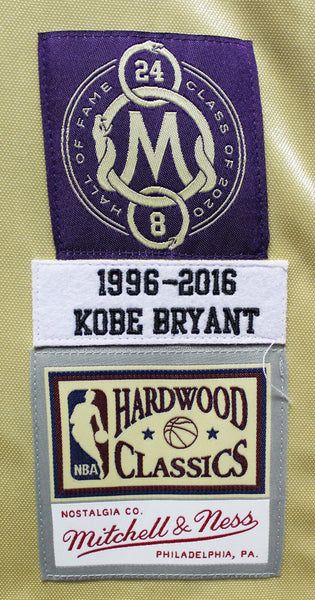 24
HALL OF FAME CLASS OF 2020
M
8
1996-2016
KOBE BRYANT
HARDWOOD
NBA
CLASSICS
NOSTALGIA CO.
Mitchell & Ness
PHILADELPHIA, PA.